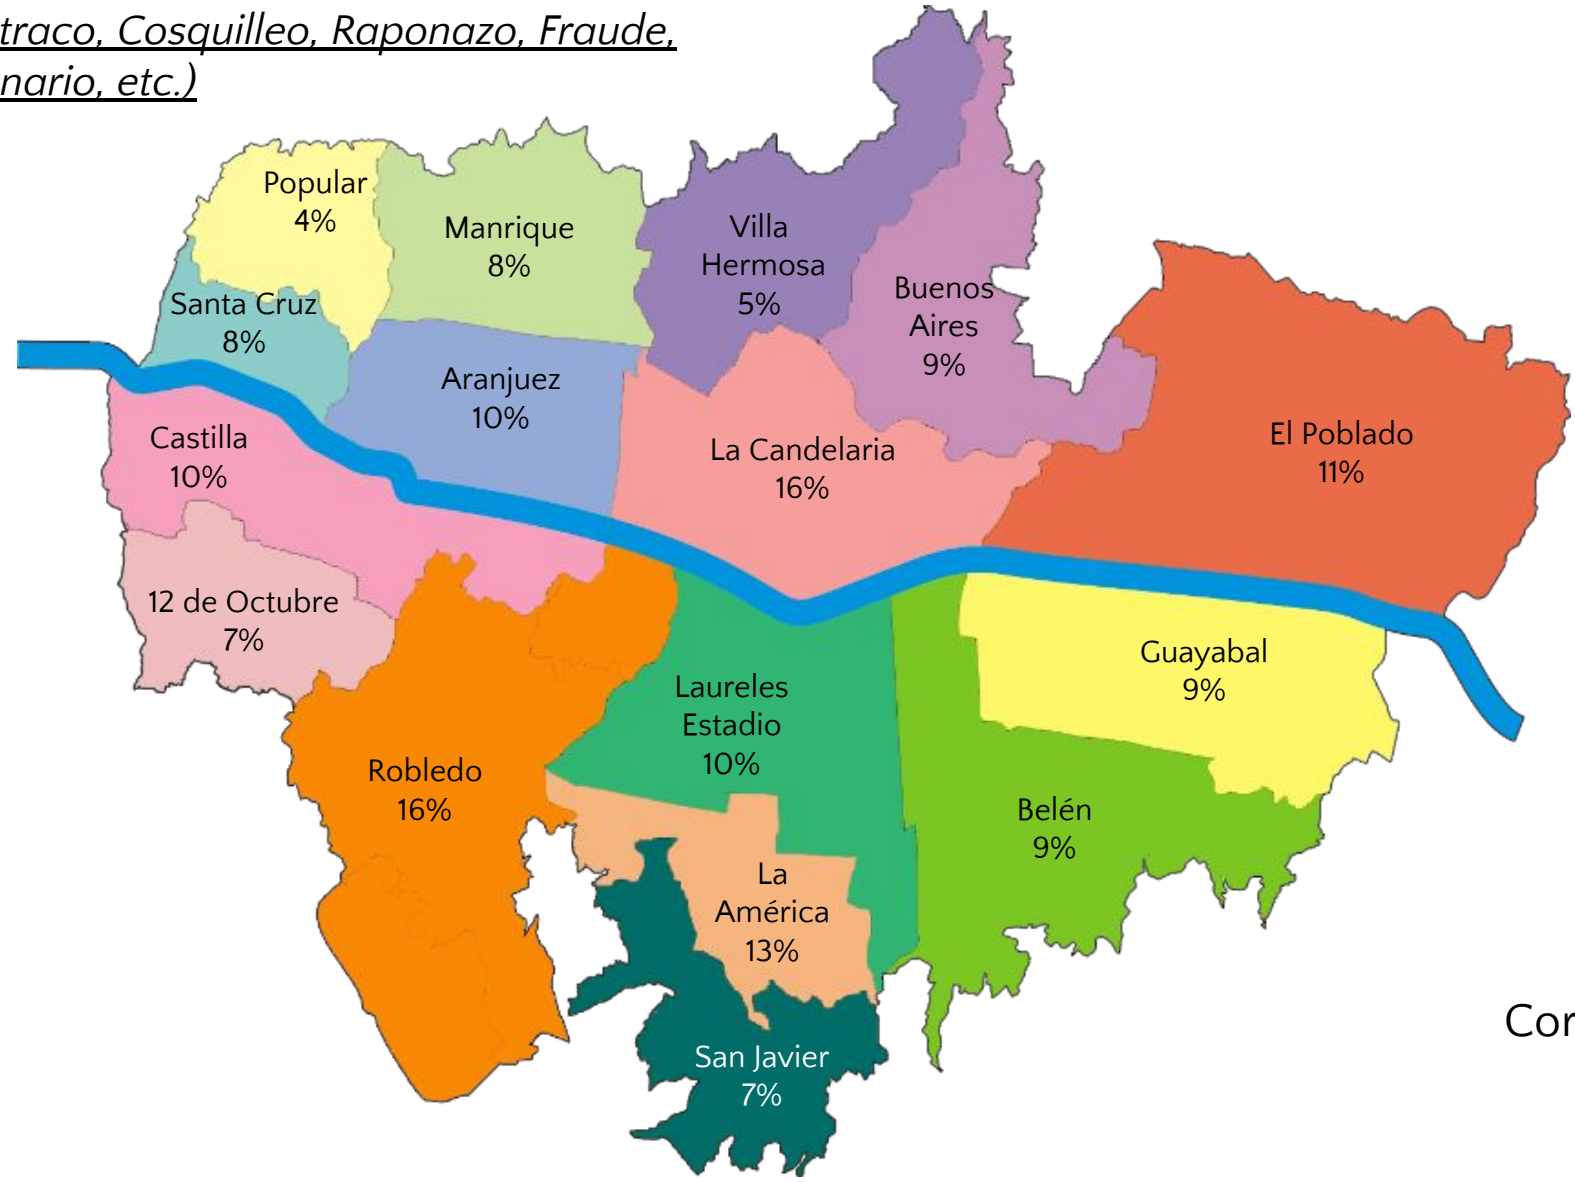 traco, Cosquilleo, Raponazo, Fraude,
nario, etc.)
Popular
4%
Manrique
8%
Villa
Hermosa
5%
Santa Cruz
8%
Buenos
Aires
9%
Aranjuez
10%
Castilla
10%
La Candelaria
16%
El Poblado
11%
12 de Octubre
7%
Guayabal
9%
Laureles
Estadio
10%
Robledo
16%
Belén
9%
La
América
13%
San Javier
7%
Cor